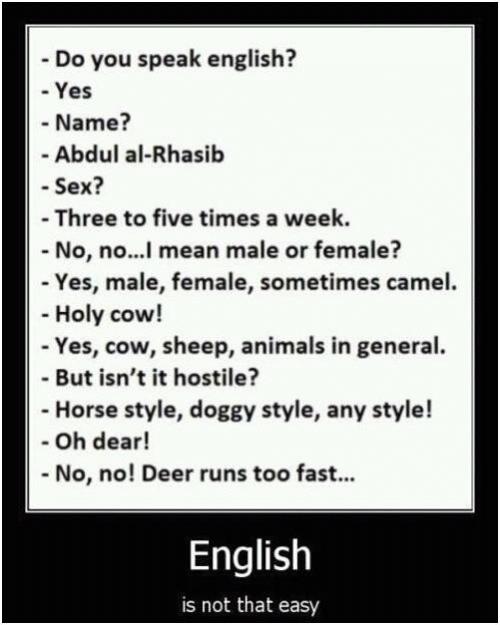 - Do you speak english?
- Yes
- Name?
- Abdul al-Rhasib
- Sex?
- Three to five times a week.
- No, no...I mean male or female?
- Yes, male, female, sometimes camel.
- Holy cow!
- Yes, cow, sheep, animals in general.
- But isn't it hostile?
- Horse style, doggy style, any style!
- Oh dear!
- No, no! Deer runs too fast...
English
is not that easy